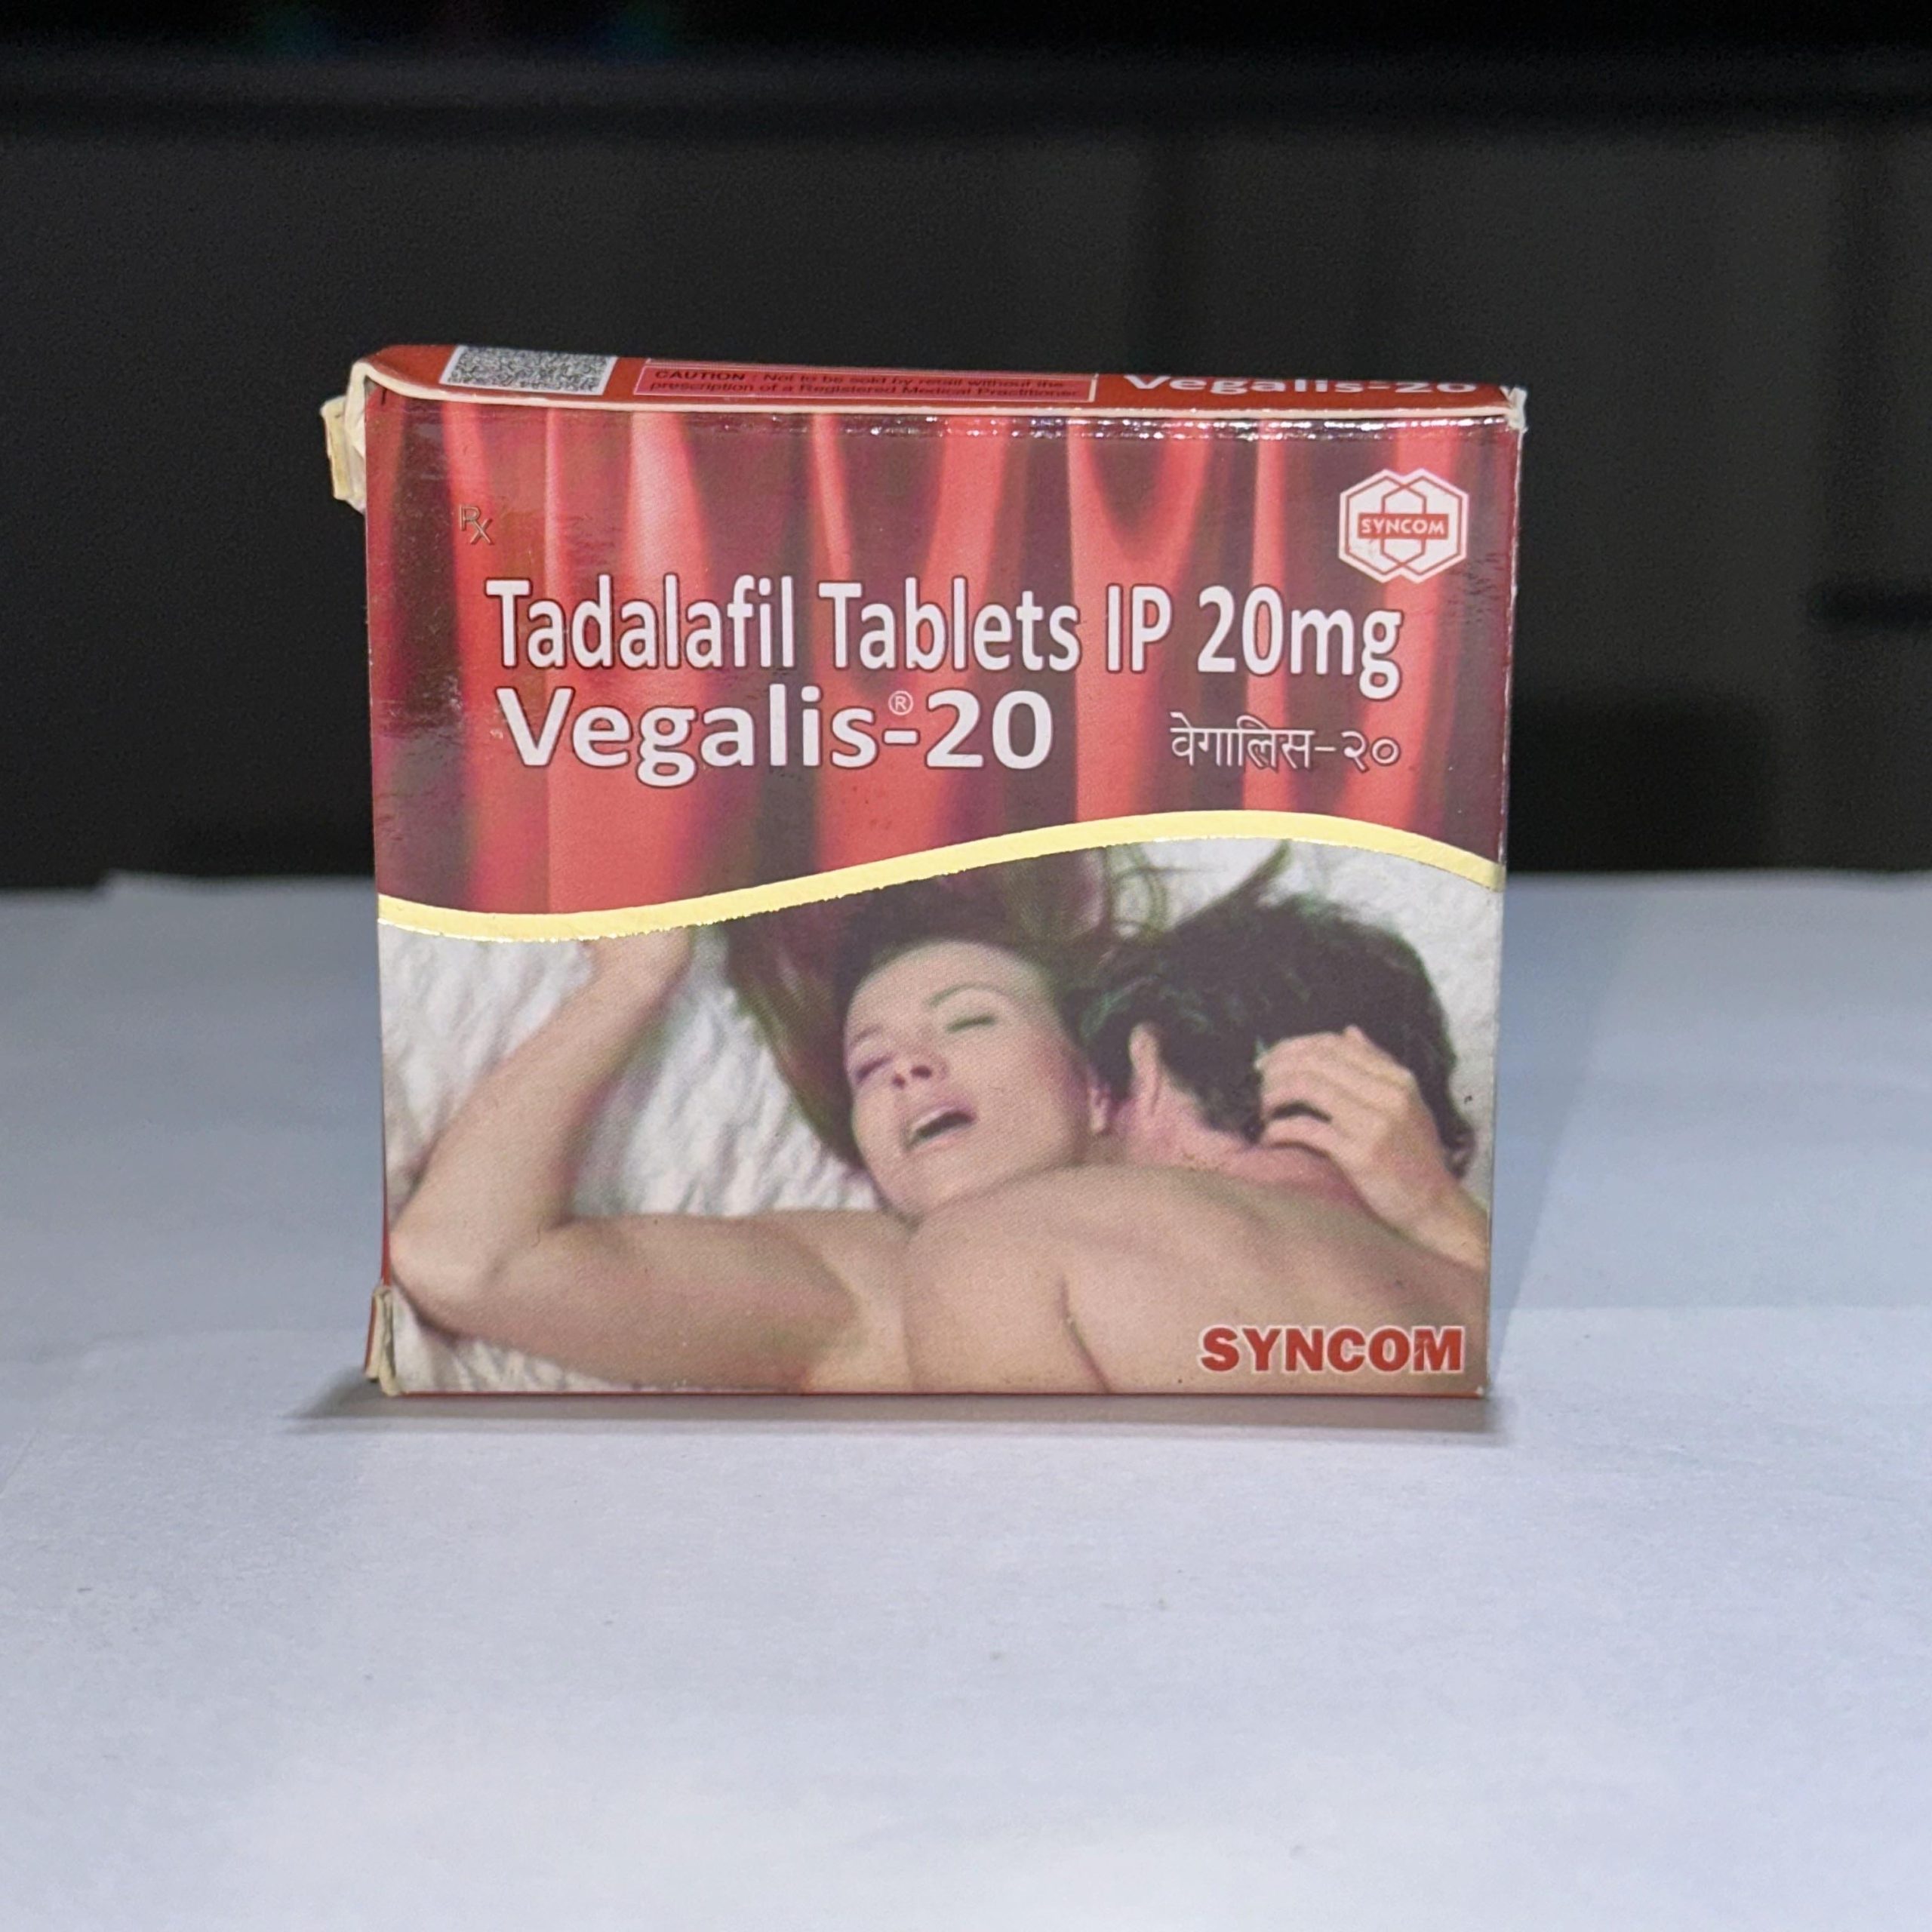 CAUTION : Not to be sold by retail without the
prescription of a Registered Medical Practitioner.
Vegalis-20
Rx
SYNCOM
Tadalafil Tablets IP 20mg
Vegalis®-20
वेगालिस-२०
SYNCOM